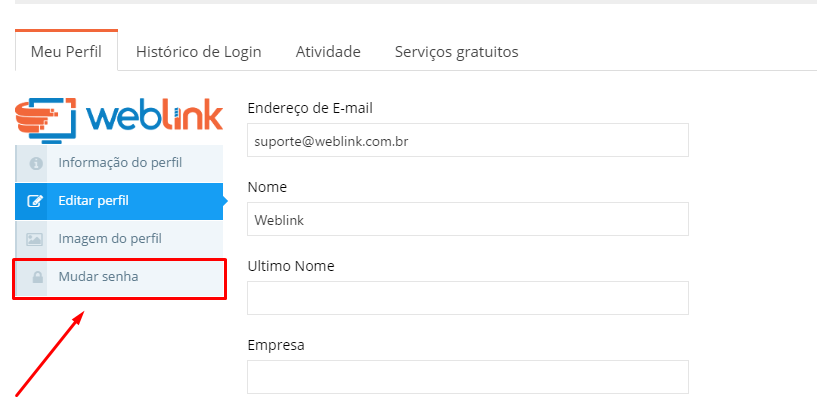 Meu Perfil Histórico de Login Atividade Serviços gratuitos
weblink
Informação do perfil
Editar perfil
Imagem do perfil
Mudar senha
Endereço de E-mail
suporte@weblink.com.br
Nome
Weblink
Ultimo Nome
Empresa